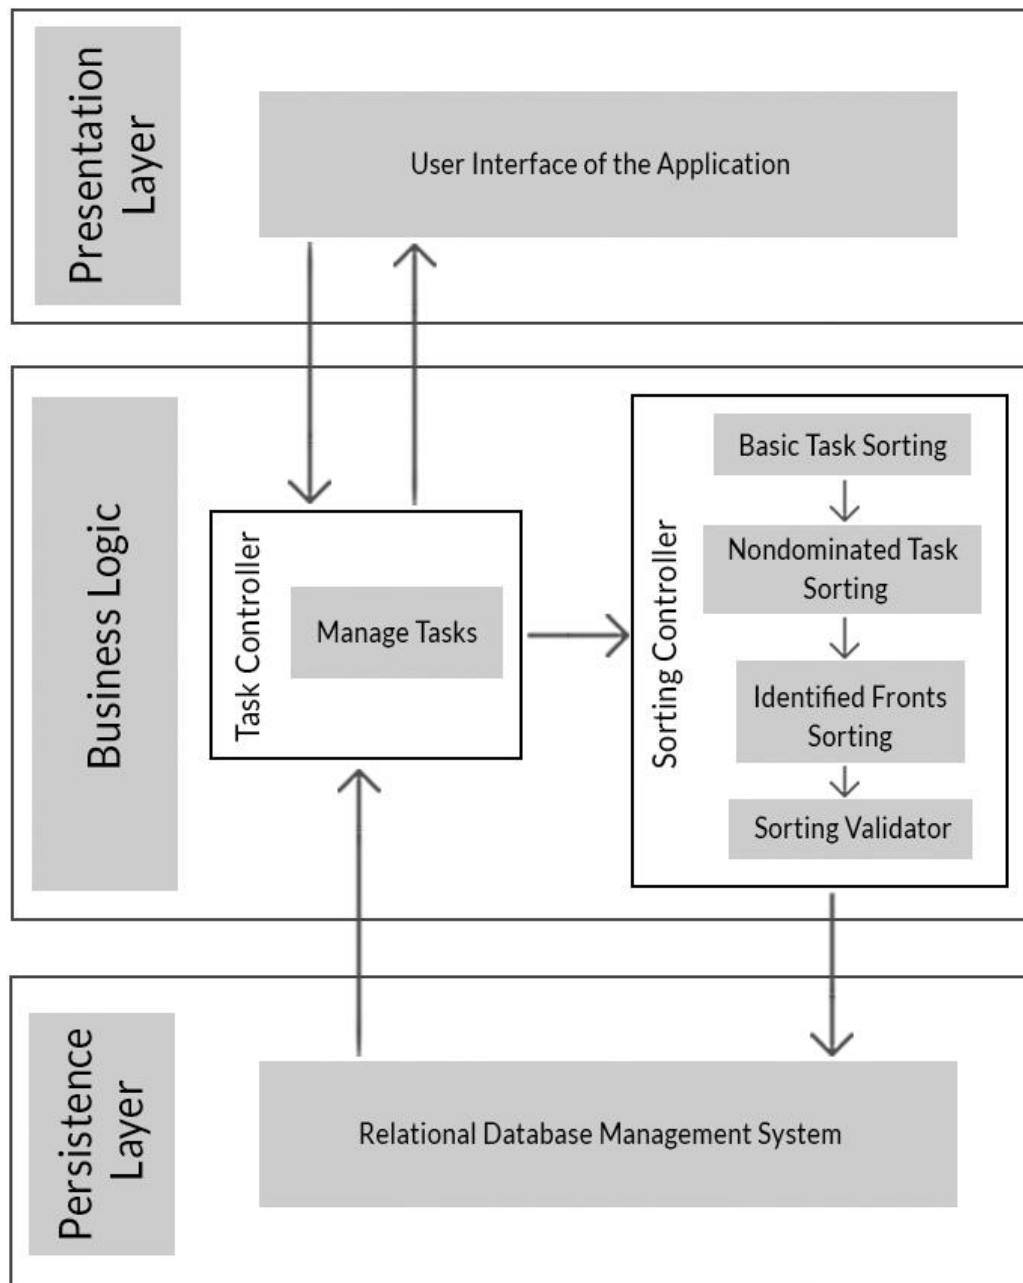 Presentation
Layer
User Interface of the Application
Business Logic
Task Controller
Manage Tasks
Sorting Controller
Basic Task Sorting
Nondominated Task
Sorting
Identified Fronts
Sorting
Sorting Validator
Persistence
Layer
Relational Database Management System